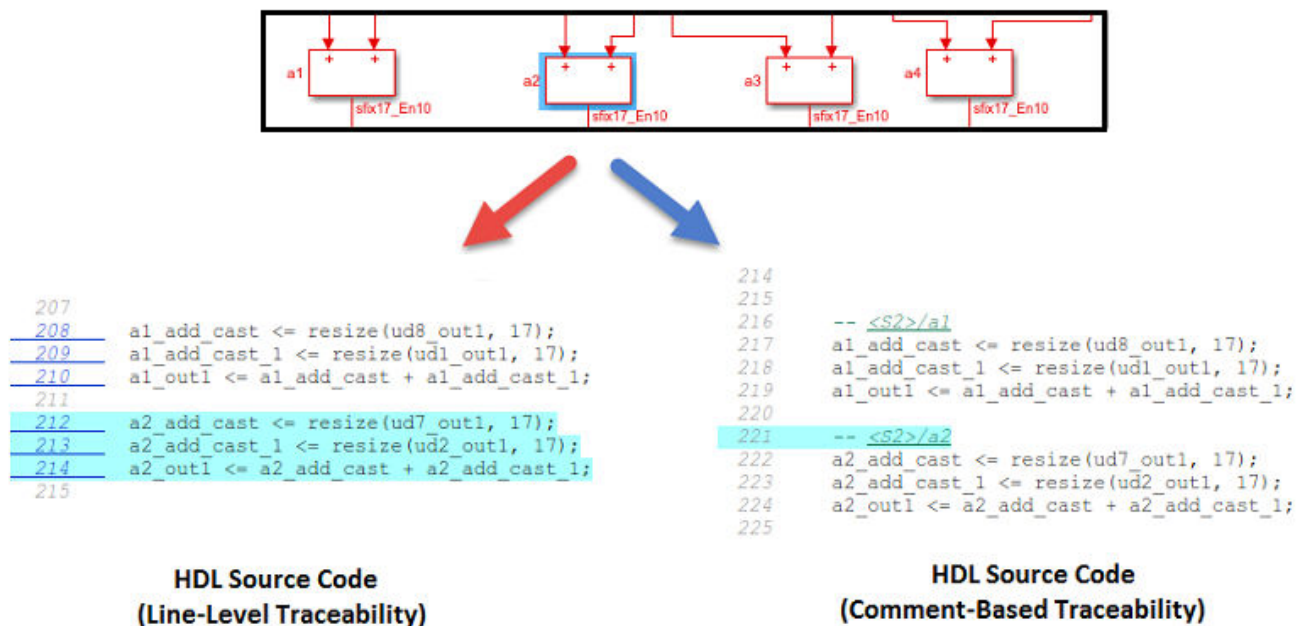 a1 + + sfix17_En10
a2 + + sfix17_En10
a3 + + sfix17_En10
a4 + + sfix17_En10
207
208 a1_add_cast <= resize(ud8_out1, 17);
209 a1_add_cast_1 <= resize(ud1_out1, 17);
210 a1_out1 <= a1_add_cast + a1_add_cast_1;
211
212 a2_add_cast <= resize(ud7_out1, 17);
213 a2_add_cast_1 <= resize(ud2_out1, 17);
214 a2_out1 <= a2_add_cast + a2_add_cast_1;
215
HDL Source Code
(Line-Level Traceability)
214
215
216 -- <S2>/a1
217 a1_add_cast <= resize(ud8_out1, 17);
218 a1_add_cast_1 <= resize(ud1_out1, 17);
219 a1_out1 <= a1_add_cast + a1_add_cast_1;
220
221 -- <S2>/a2
222 a2_add_cast <= resize(ud7_out1, 17);
223 a2_add_cast_1 <= resize(ud2_out1, 17);
224 a2_out1 <= a2_add_cast + a2_add_cast_1;
225
HDL Source Code
(Comment-Based Traceability)